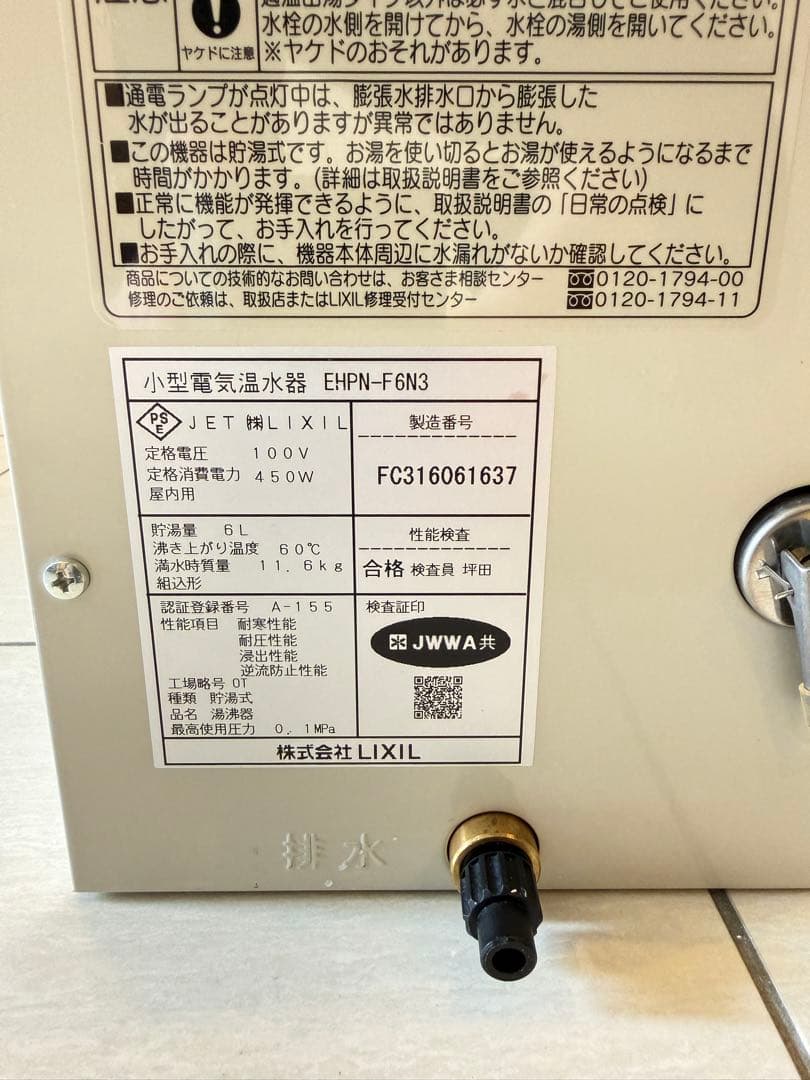 水栓の水側を開けてから、水栓の湯側を開いてください。
ヤケドに注意
※ヤケドのおそれがあります。
■通電ランプが点灯中は、膨張水排水口から膨張した
水が出ることがありますが異常ではありません。
■この機器は貯湯式です。お湯を使い切るとお湯が使えるようになるまで
時間がかかります。(詳細は取扱説明書をご参照ください)
■正常に機能が発揮できるように、取扱説明書の「日常の点検」に
したがって、お手入れを行ってください。
■お手入れの際に、機器本体周辺に水漏れがないか確認してください。
商品についての技術的なお問い合わせは、お客さま相談センター 0120-1794-00
修理のご依頼は、取扱店またはLIXIL修理受付センター 0120-1794-11
小型電気温水器 EHPN-F6N3
PSE JET ㈱LIXIL
定格電圧 100V
定格消費電力 450W
屋内用
製造番号
FC316061637
貯湯量 6L
沸き上がり温度 60℃
満水時質量 11.6kg
組込形
性能検査
合格 検査員 坪田
認証登録番号 A-155
性能項目 耐寒性能
耐圧性能
浸出性能
逆流防止性能
工場略号 OT
種類 貯湯式
品名 湯沸器
最高使用圧力 0.1MPa
検査証印
JWWA共
株式会社 LIXIL
排水